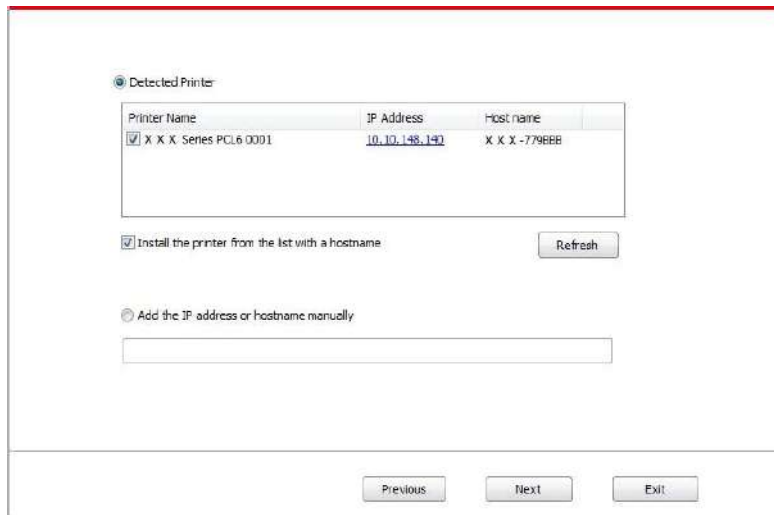 Detected Printer
Printer Name IP Address Host name
X X X Series PCL6 0001 10.10.148.140 X X X -779BBB
Install the printer from the list with a hostname
Refresh
Add the IP address or hostname manually
Previous Next Exit